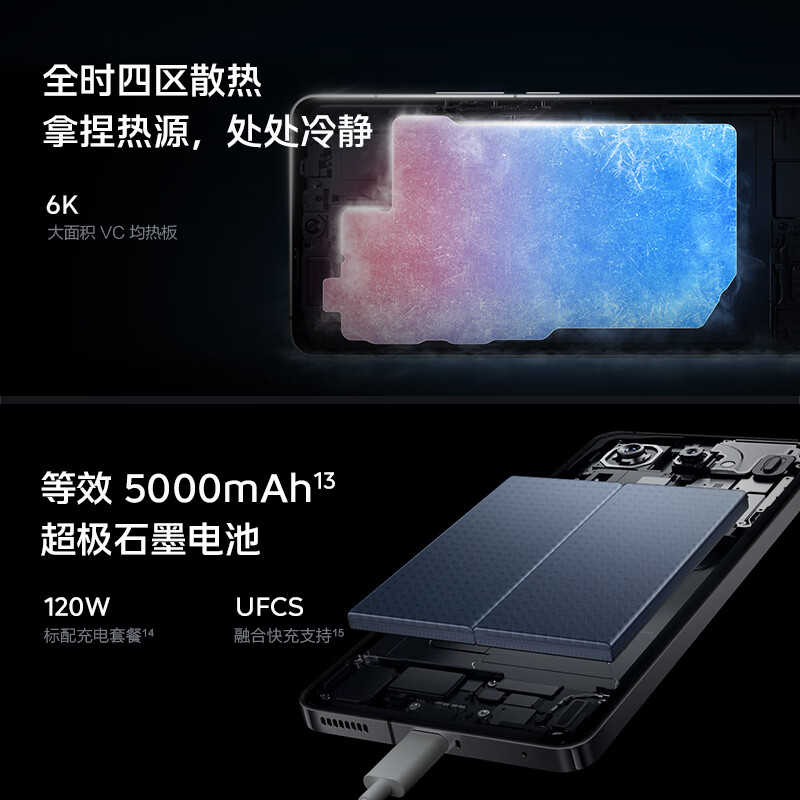 全时四区散热
拿捏热源，处处冷静
6K
大面积 VC 均热板
等效 5000mAh13
超极石墨电池
120W UFCS
标配充电套餐14 融合快充支持15